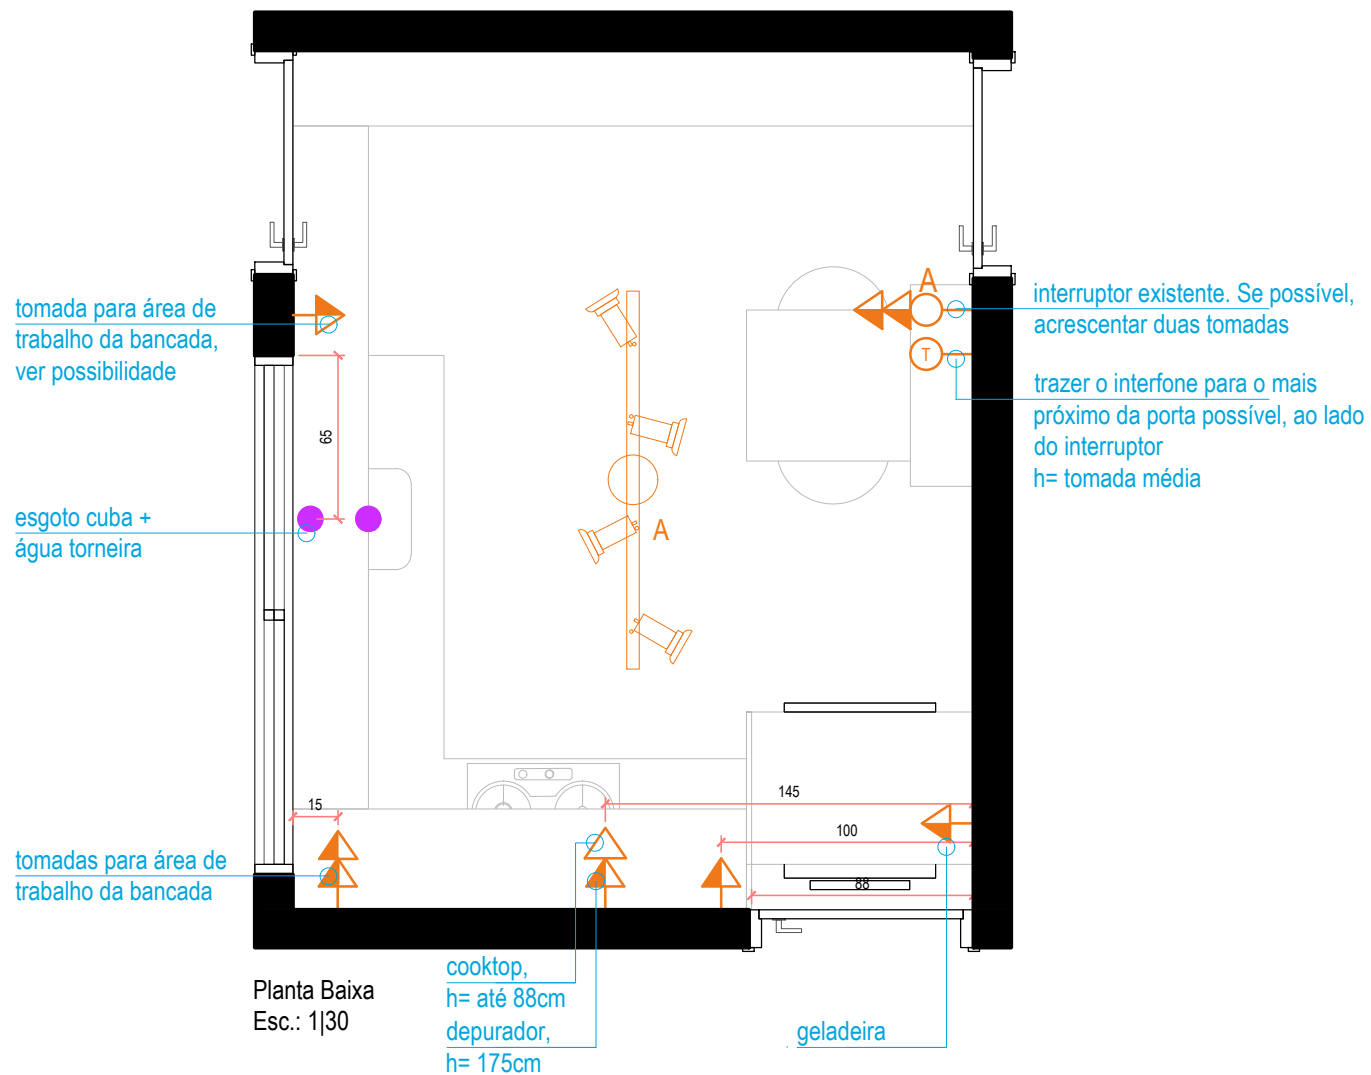 A
interruptor existente. Se possível,
acrescentar duas tomadas
tomada para área de
trabalho da bancada,
ver possibilidade
T
trazer o interfone para o mais
próximo da porta possível, ao lado
do interruptor
h= tomada média
65
esgoto cuba +
água torneira
A
145
15
100
tomadas para área de
trabalho da bancada
88
cooktop,
h= até 88cm
depurador,
h= 175cm
geladeira
Planta Baixa
Esc.: 1|30